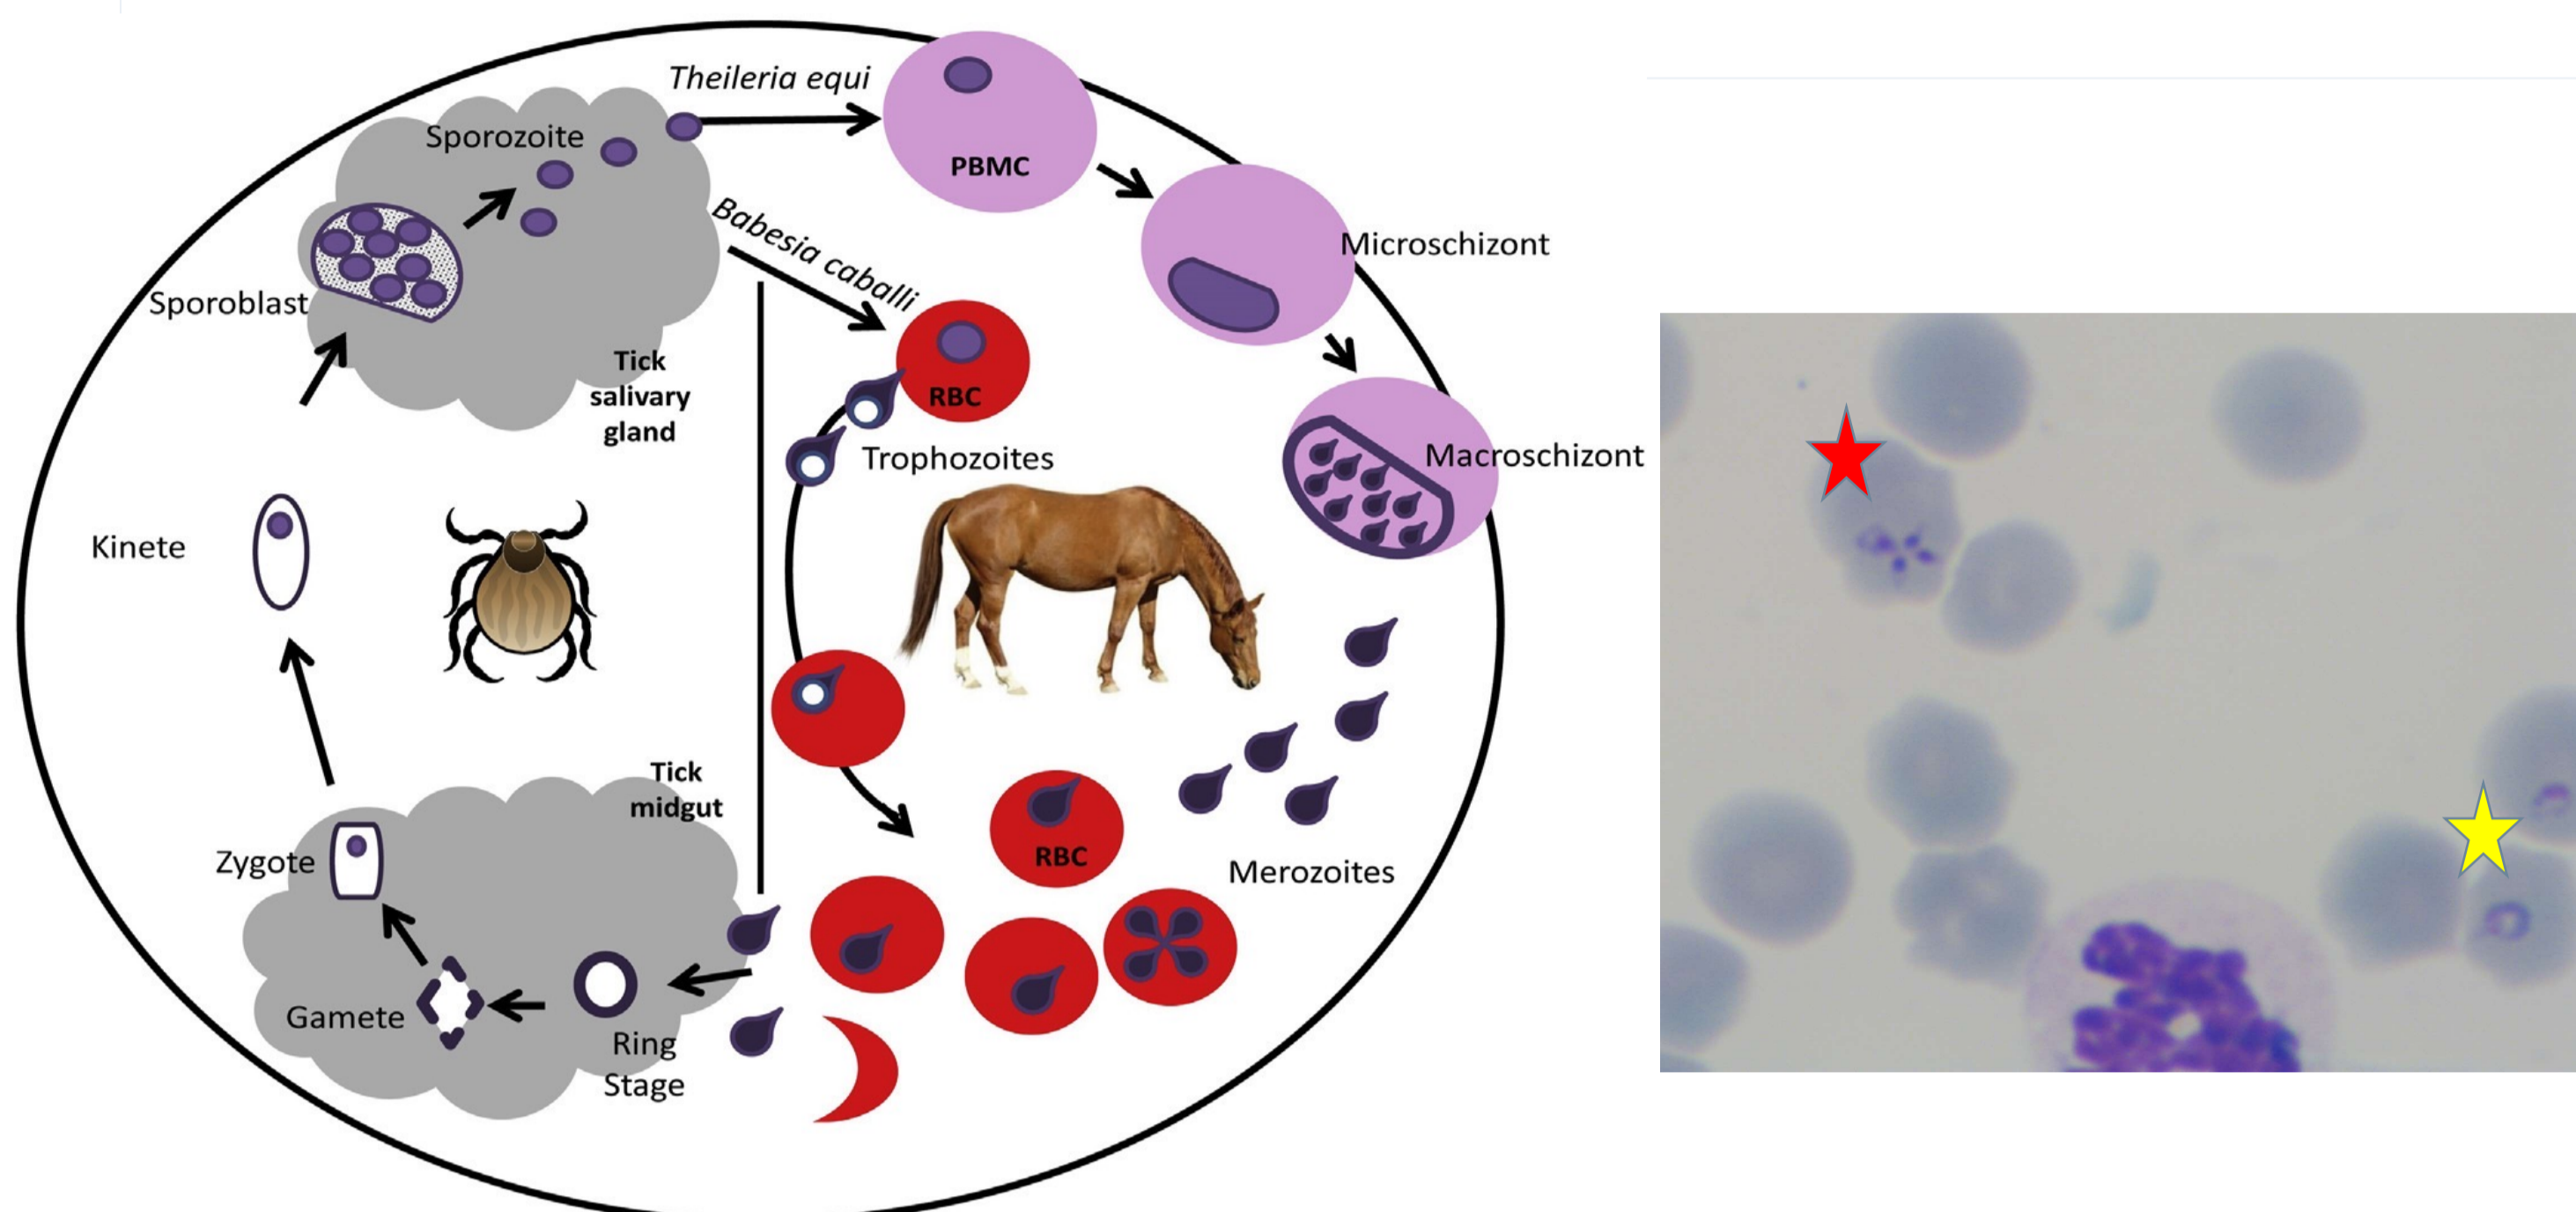 Theileria equi
Sporozoite
PBMC
Babesia caballi
Microschizont
Sporoblast
Tick
salivary
gland
RBC
Trophozoites
Macroschizont
Kinete
Tick
midgut
Zygote
RBC
Merozoites
Gamete
Ring
Stage